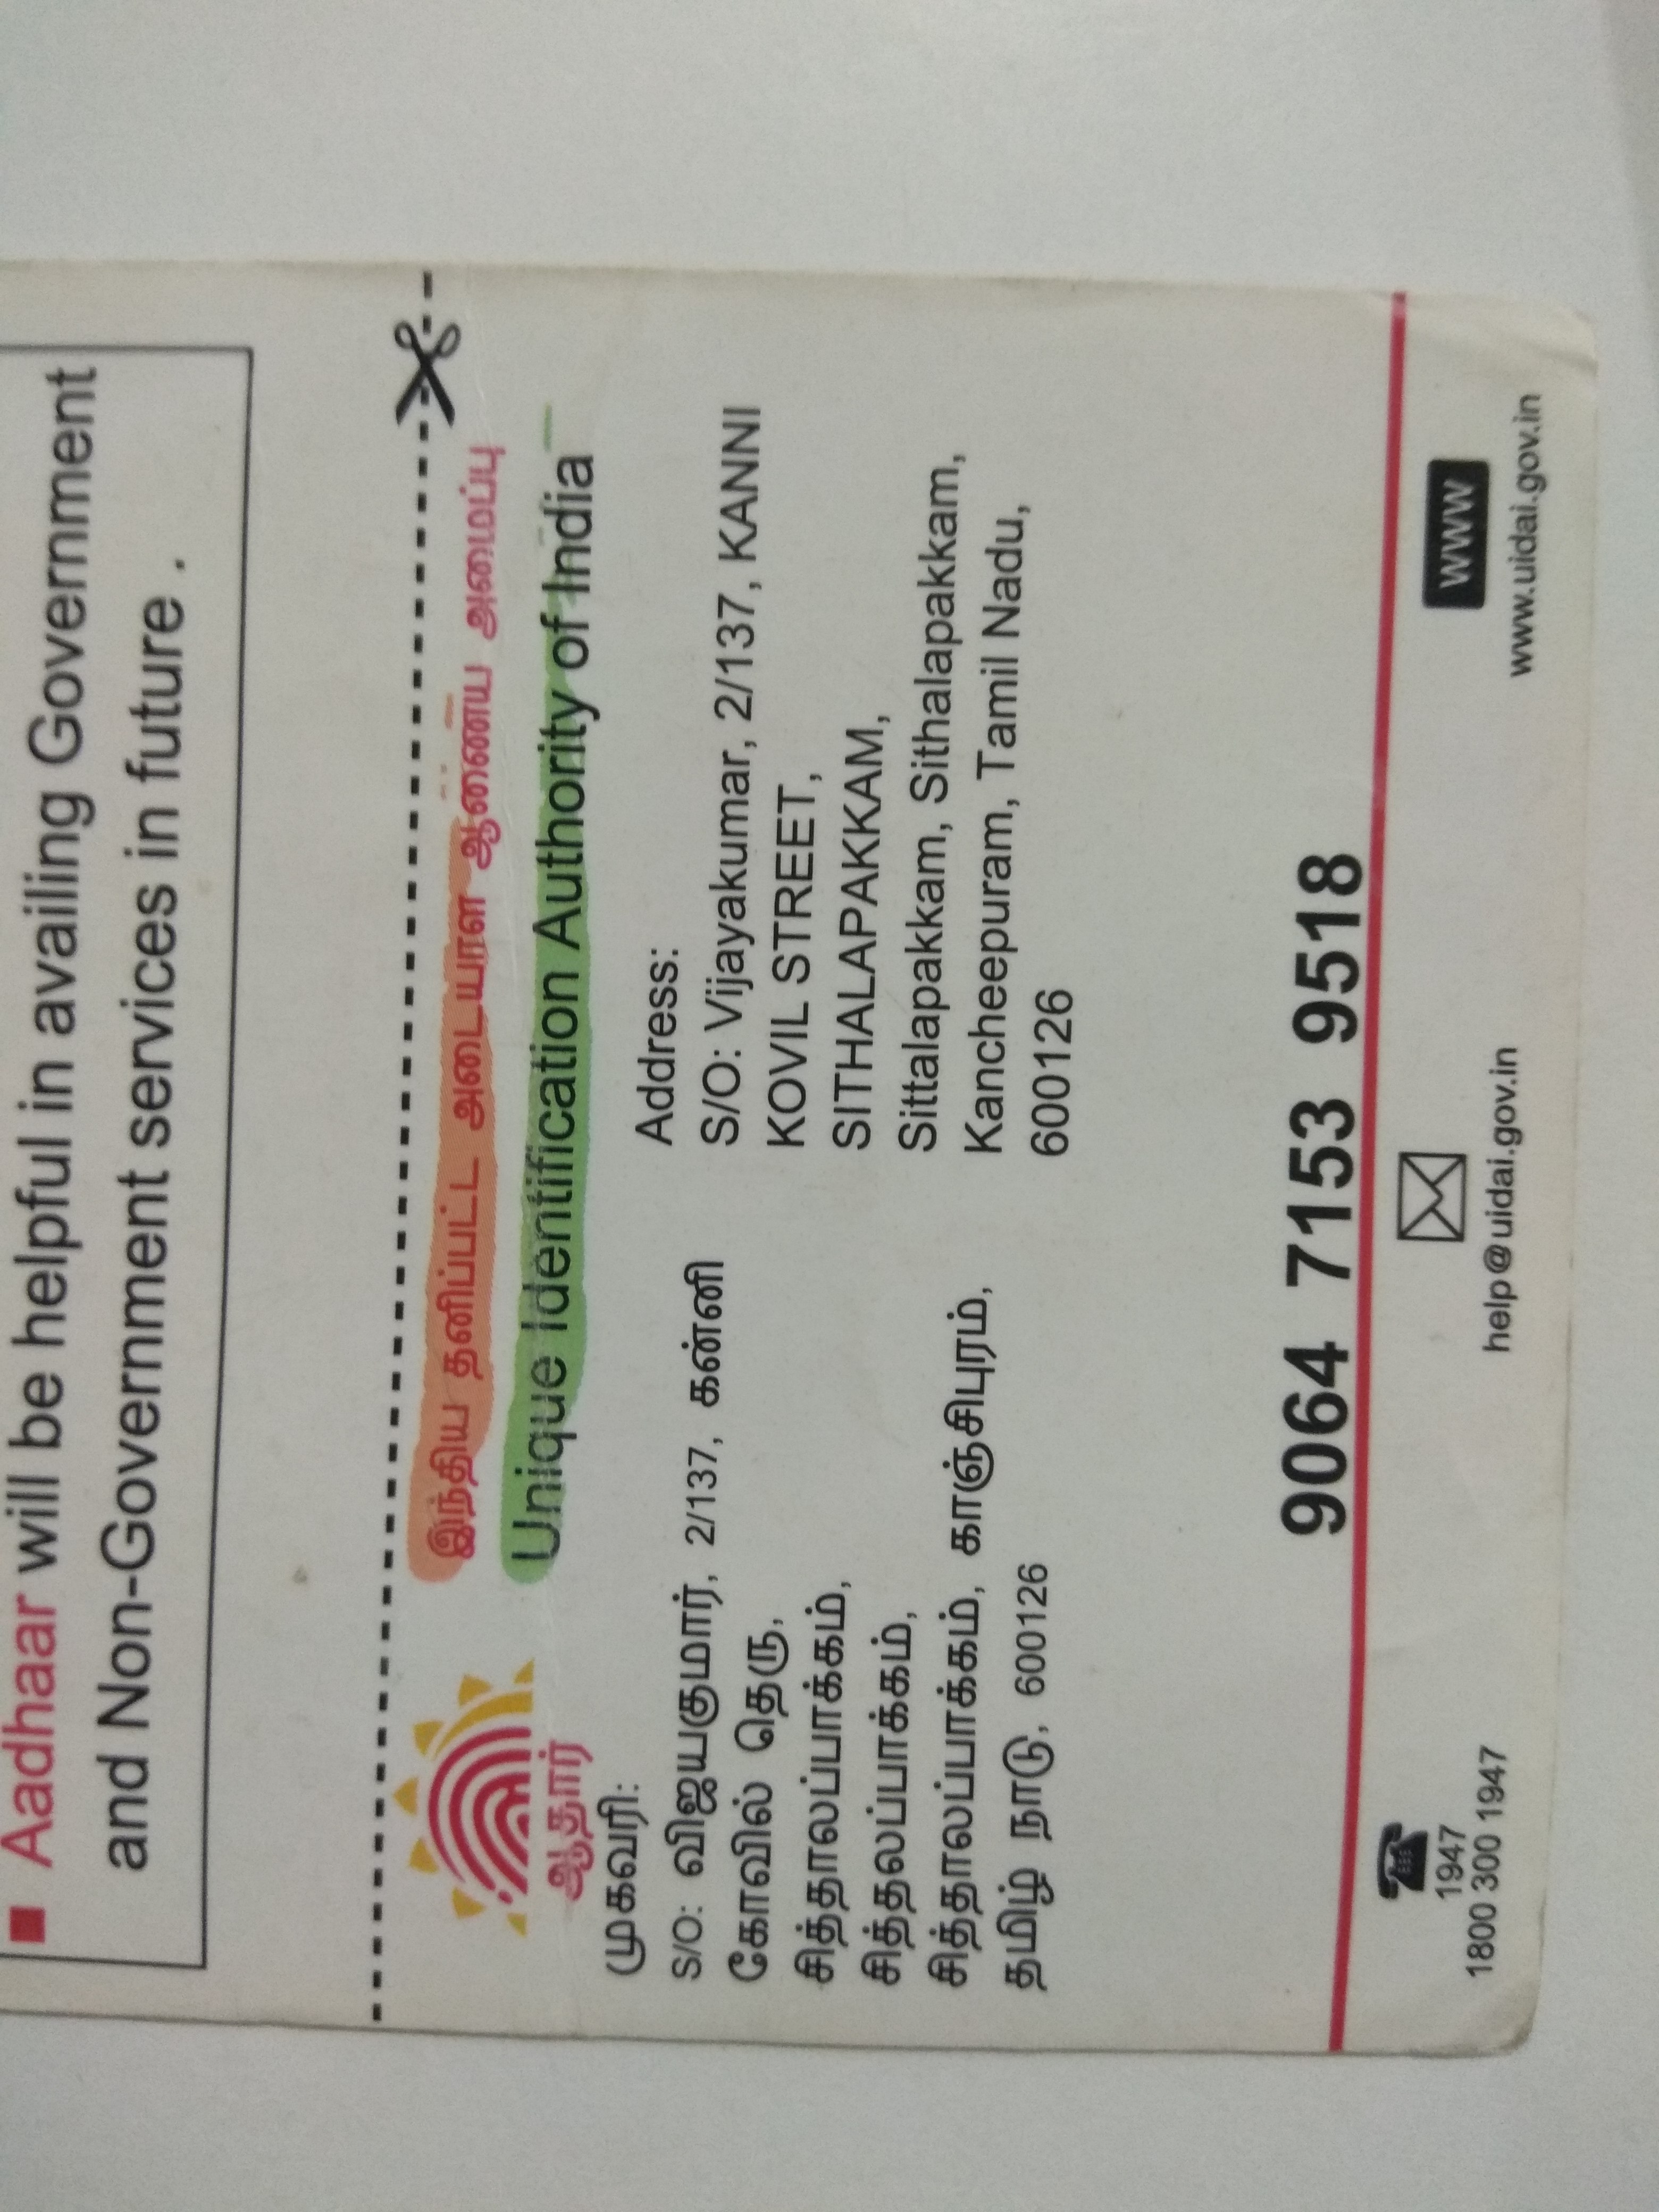 ■ Aadhaar will be helpful in availing Government
and Non-Government services in future .
இந்திய தனிப்பட்ட அடையாள ஆணைய அமைப்பு
Unique Identification Authority of India
ஆதார்
முகவரி:
S/O: விஜயகுமார், 2/137, கன்னி
கோவில் தெரு,
சித்தாலப்பாக்கம்,
சித்தலப்பாக்கம்,
சித்தாலப்பாக்கம், காஞ்சிபுரம்,
தமிழ் நாடு, 600126
Address:
S/O: Vijayakumar, 2/137, KANNI
KOVIL STREET,
SITHALAPAKKAM,
Sittalapakkam, Sithalapakkam,
Kancheepuram, Tamil Nadu,
600126
9064 7153 9518
1947
1800 300 1947
help@uidai.gov.in
WWW
www.uidai.gov.in